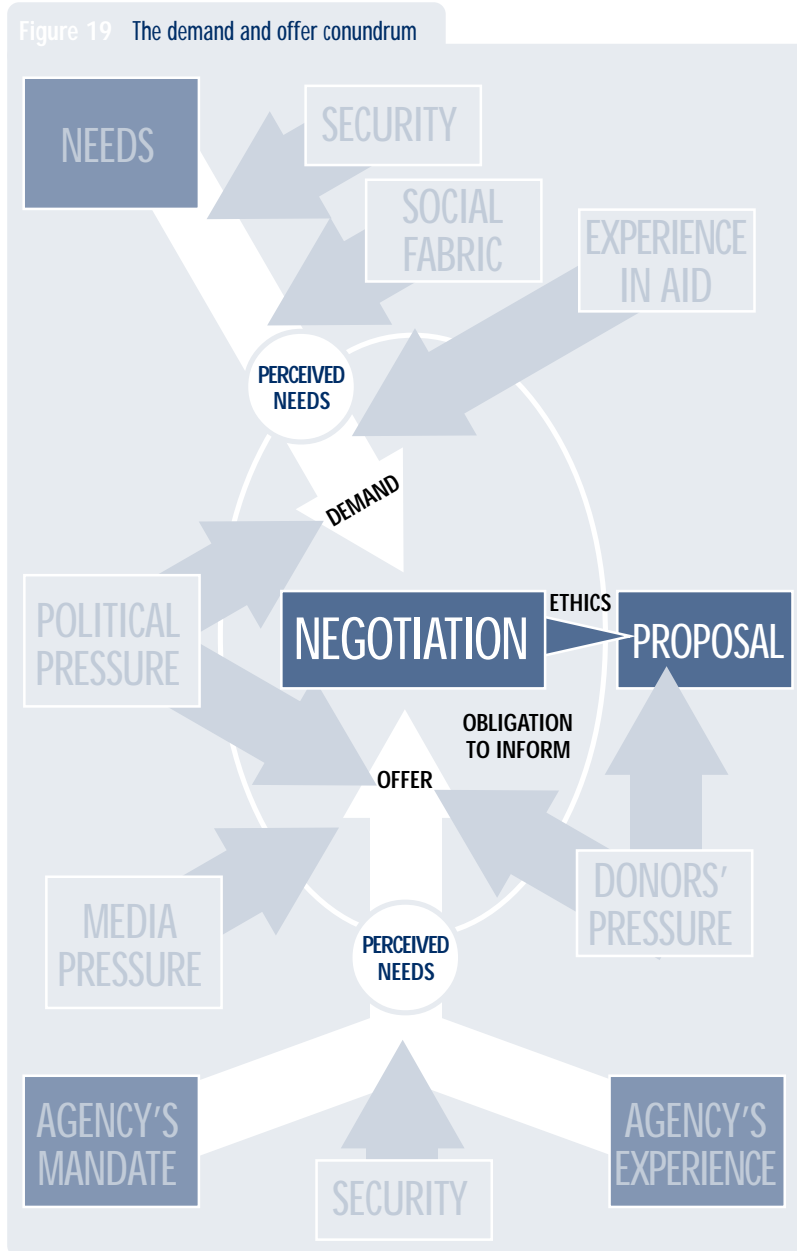 Figure 19 The demand and offer conundrum
NEEDS
SECURITY
SOCIAL
FABRIC
EXPERIENCE
IN AID
PERCEIVED
NEEDS
DEMAND
POLITICAL
PRESSURE
NEGOTIATION
ETHICS
PROPOSAL
OBLIGATION
TO INFORM
OFFER
MEDIA
PRESSURE
DONORS'
PRESSURE
PERCEIVED
NEEDS
AGENCY'S
MANDATE
SECURITY
AGENCY'S
EXPERIENCE